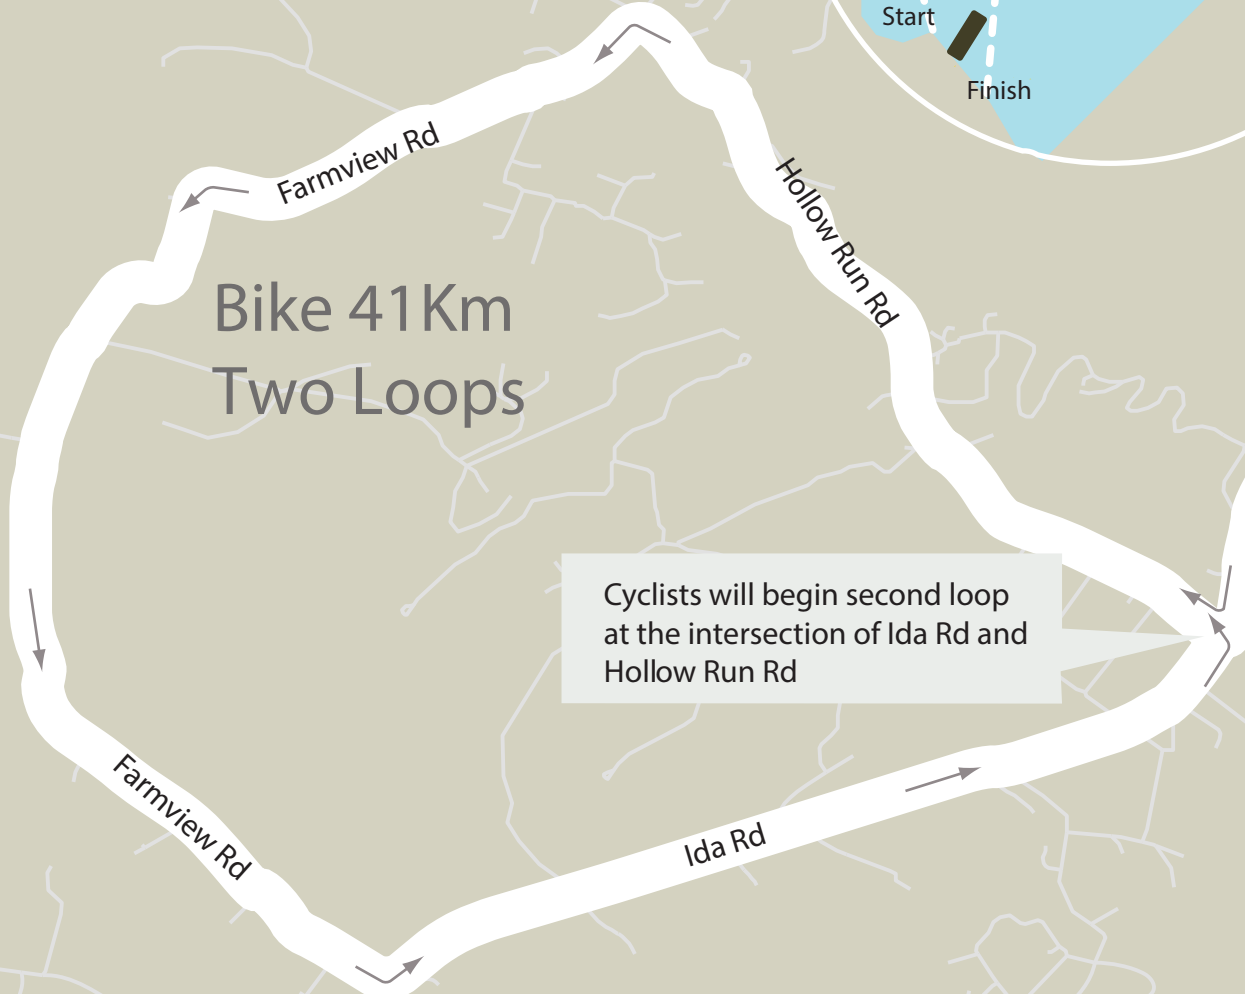 Start
Finish
Farmview Rd
Hollow Run Rd
Bike 41Km
Two Loops
Cyclists will begin second loop
at the intersection of Ida Rd and
Hollow Run Rd
Farmview Rd
Ida Rd